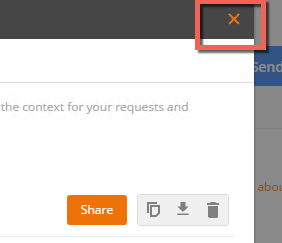 Send
the context for your requests and
abou
Share